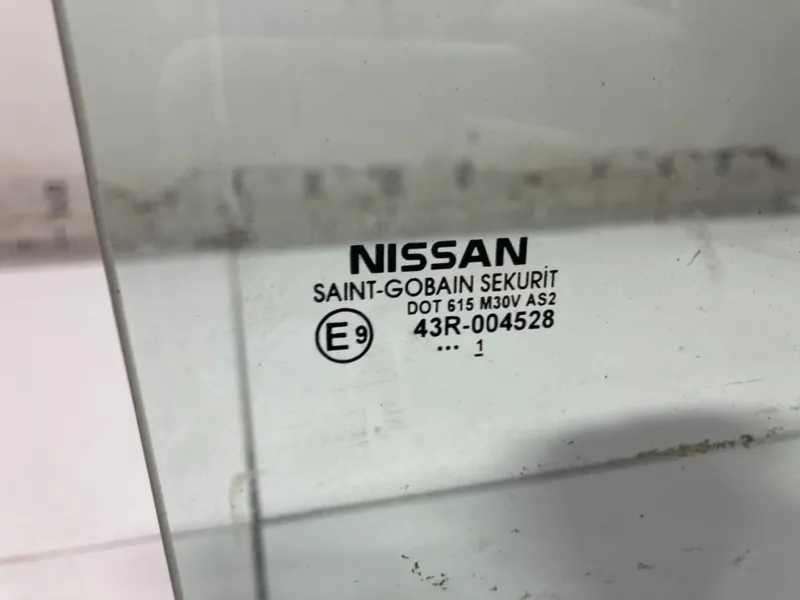 NISSAN
SAINT-GOBAIN SEKURIT
DOT 615 M30V AS2
E9 43R-004528
... 1